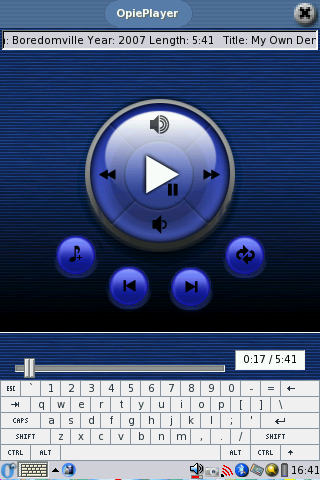 OpiePlayer
: Boredomville Year: 2007 Length: 5:41 Title: My Own Der
0:17 / 5:41
ESC ` 1 2 3 4 5 6 7 8 9 0 - = ←
q w e r t y u i o p [ ] \
CAPS a s d f g h j k l ; '
SHIFT z x c v b n m , . / SHIFT
CTRL ALT ALT CTRL
16:41